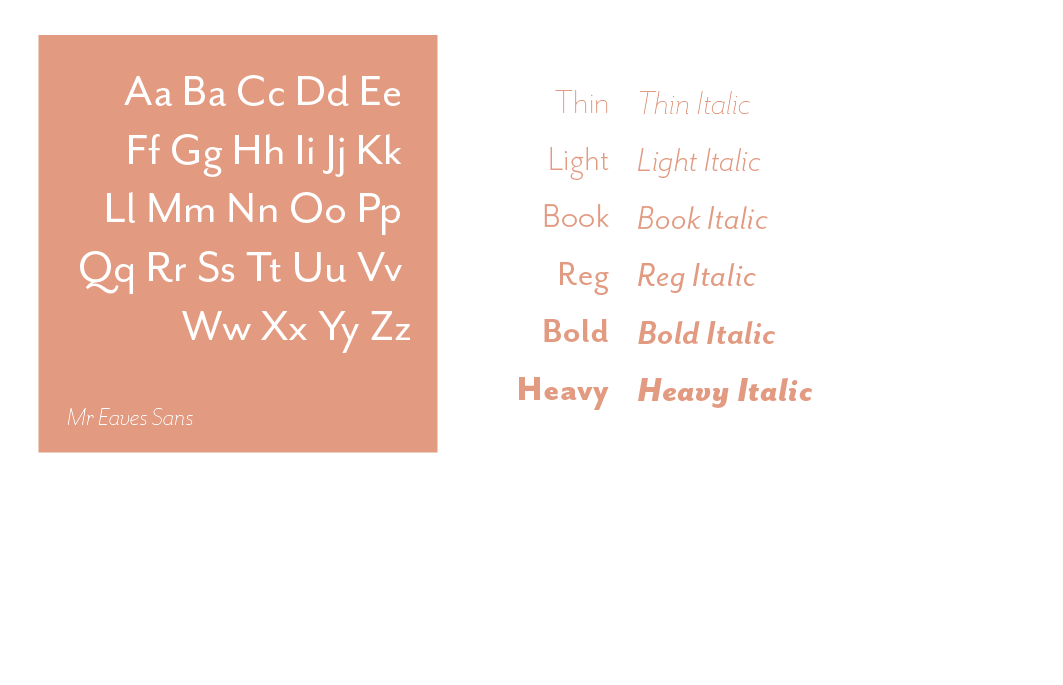 Aa Ba Cc Dd Ee
Ff Gg Hh Ii Jj Kk
Ll Mm Nn Oo Pp
Qq Rr Ss Tt Uu Vv
Ww Xx Yy Zz
Mr Eaves Sans
Thin Thin Italic
Light Light Italic
Book Book Italic
Reg Reg Italic
Bold Bold Italic
Heavy Heavy Italic